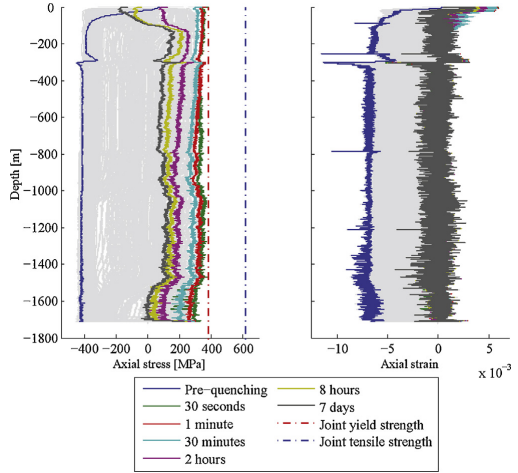 0
−200
−400
−600
−800
−1000
−1200
−1400
−1600
−1800
Depth [m]
−400 −200 0 200 400 600
Axial stress [MPa]
−10 −5 0 5
Axial strain
x 10⁻³
Pre−quenching
30 seconds
1 minute
30 minutes
2 hours
8 hours
7 days
Joint yield strength
Joint tensile strength